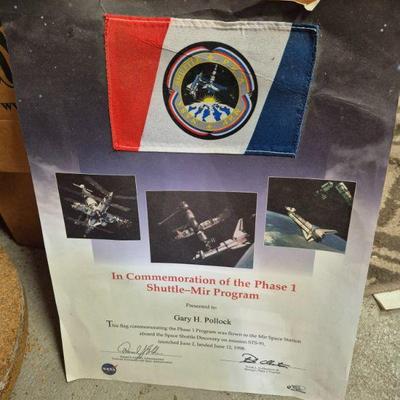 In Commemoration of the Phase 1
Shuttle–Mir Program
Presented to:
Gary H. Pollock
This flag commemorating the Phase 1 Program was flown to the Mir Space Station
aboard the Space Shuttle Discovery on mission STS-91,
launched June 2, landed June 12, 1998.
NASA